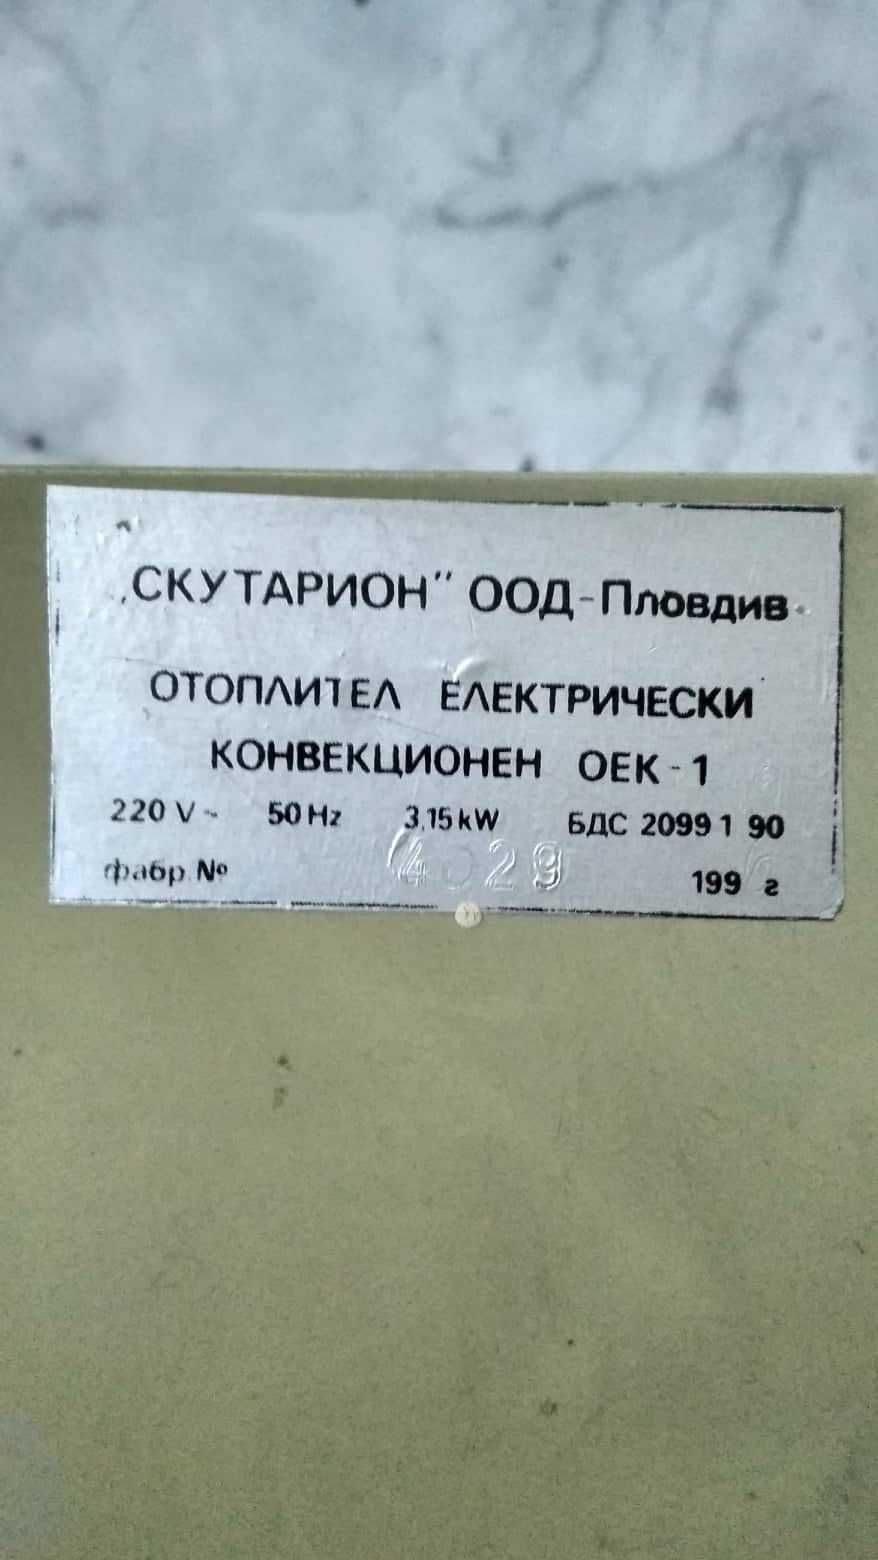 „СКУТАРИОН" ООД-Пловдив
ОТОПЛИТЕЛ ЕЛЕКТРИЧЕСКИ
КОНВЕКЦИОНЕН ОЕК-1
220 V~ 50 Hz 3,15 kW БДС 2099 1 90
фабр. № 4029 199 г